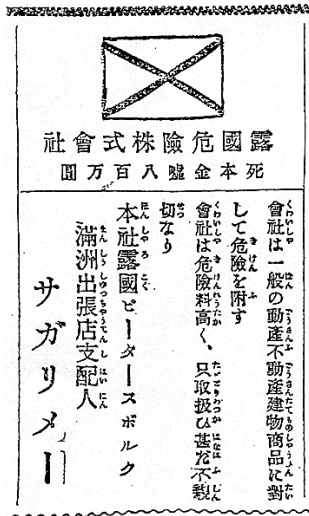 露國危險株式會社
死本金噓八百万圓
會社は一般の動產不動產建物商品に對
して危險を附す
會社は危險料高く、只取扱ひ甚だ不親
切なり
本社露國ピータースボルク
滿洲出張店支配人
サガリメー